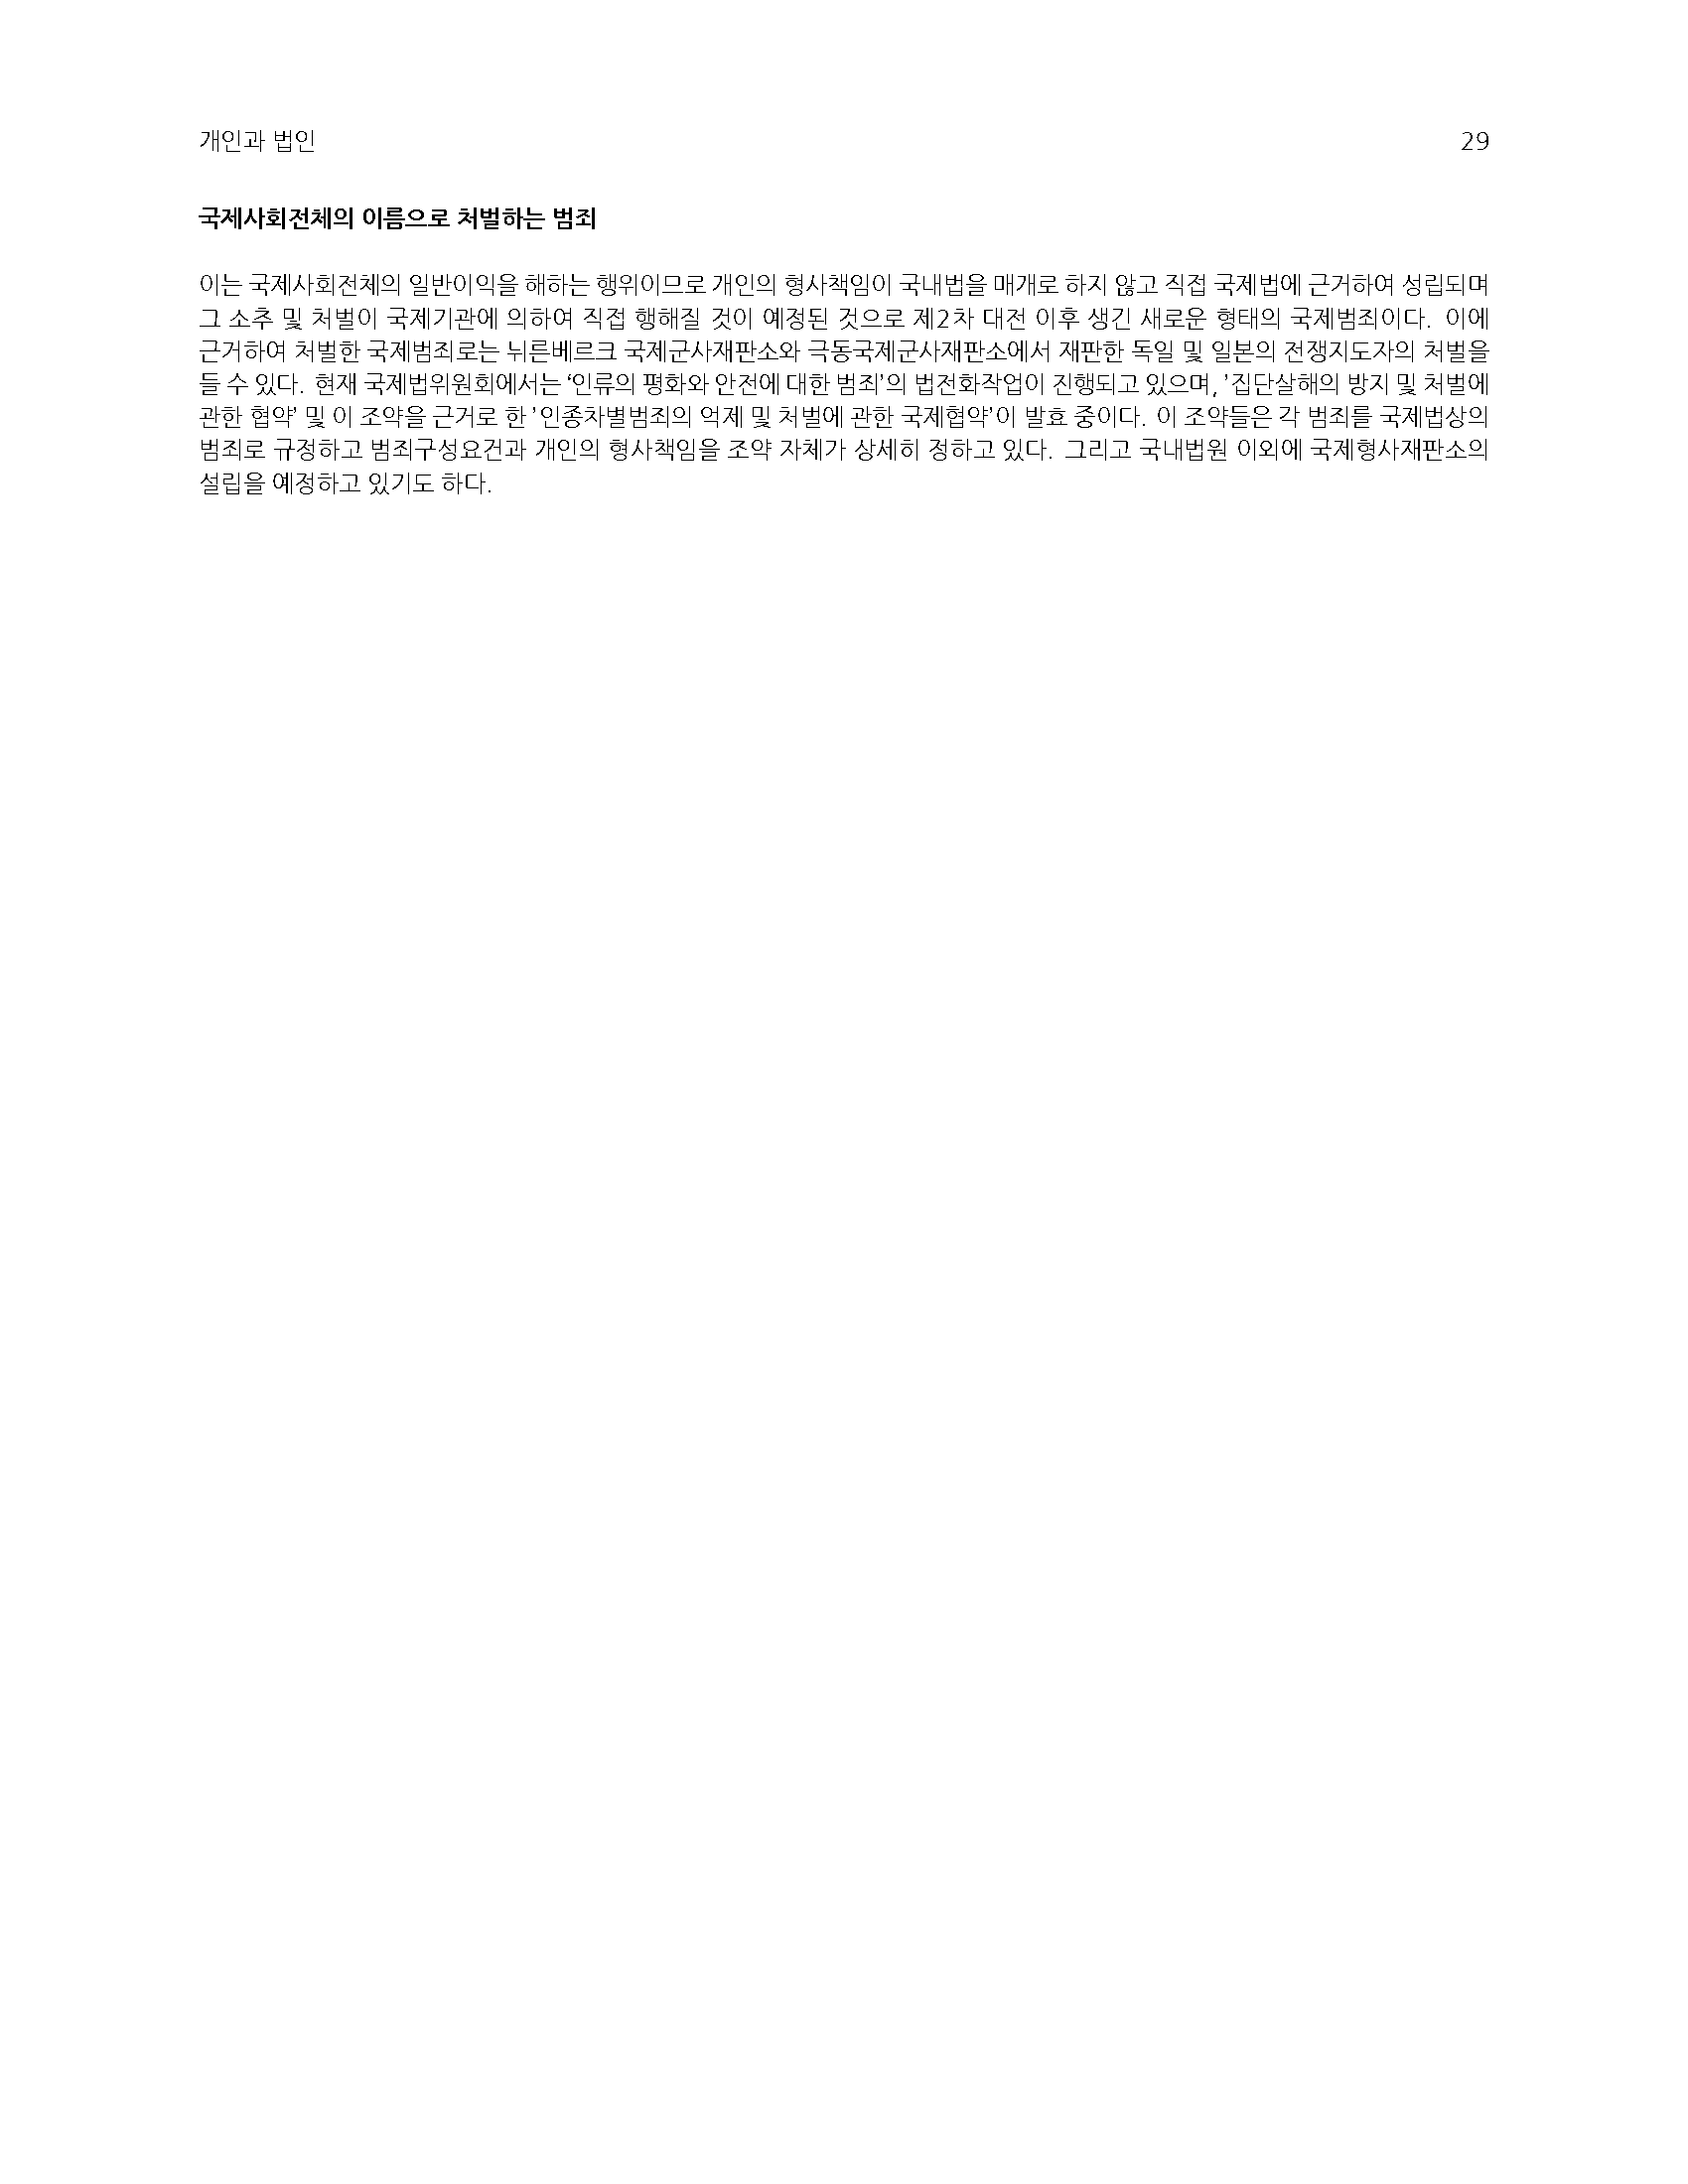 개인과 법인 29
국제사회전체의 이름으로 처벌하는 범죄
이는 국제사회전체의 일반이익을 해하는 행위이므로 개인의 형사책임이 국내법을 매개로 하지 않고 직접 국제법에 근거하여 성립되며
그 소추 및 처벌이 국제기관에 의하여 직접 행해질 것이 예정된 것으로 제2차 대전 이후 생긴 새로운 형태의 국제범죄이다. 이에
근거하여 처벌한 국제범죄로는 뉘른베르크 국제군사재판소와 극동국제군사재판소에서 재판한 독일 및 일본의 전쟁지도자의 처벌을
들 수 있다. 현재 국제법위원회에서는 ‘인류의 평화와 안전에 대한 범죄’의 법전화작업이 진행되고 있으며, ’집단살해의 방지 및 처벌에
관한 협약’ 및 이 조약을 근거로 한 ’인종차별범죄의 억제 및 처벌에 관한 국제협약’이 발효 중이다. 이 조약들은 각 범죄를 국제법상의
범죄로 규정하고 범죄구성요건과 개인의 형사책임을 조약 자체가 상세히 정하고 있다. 그리고 국내법원 이외에 국제형사재판소의
설립을 예정하고 있기도 하다.